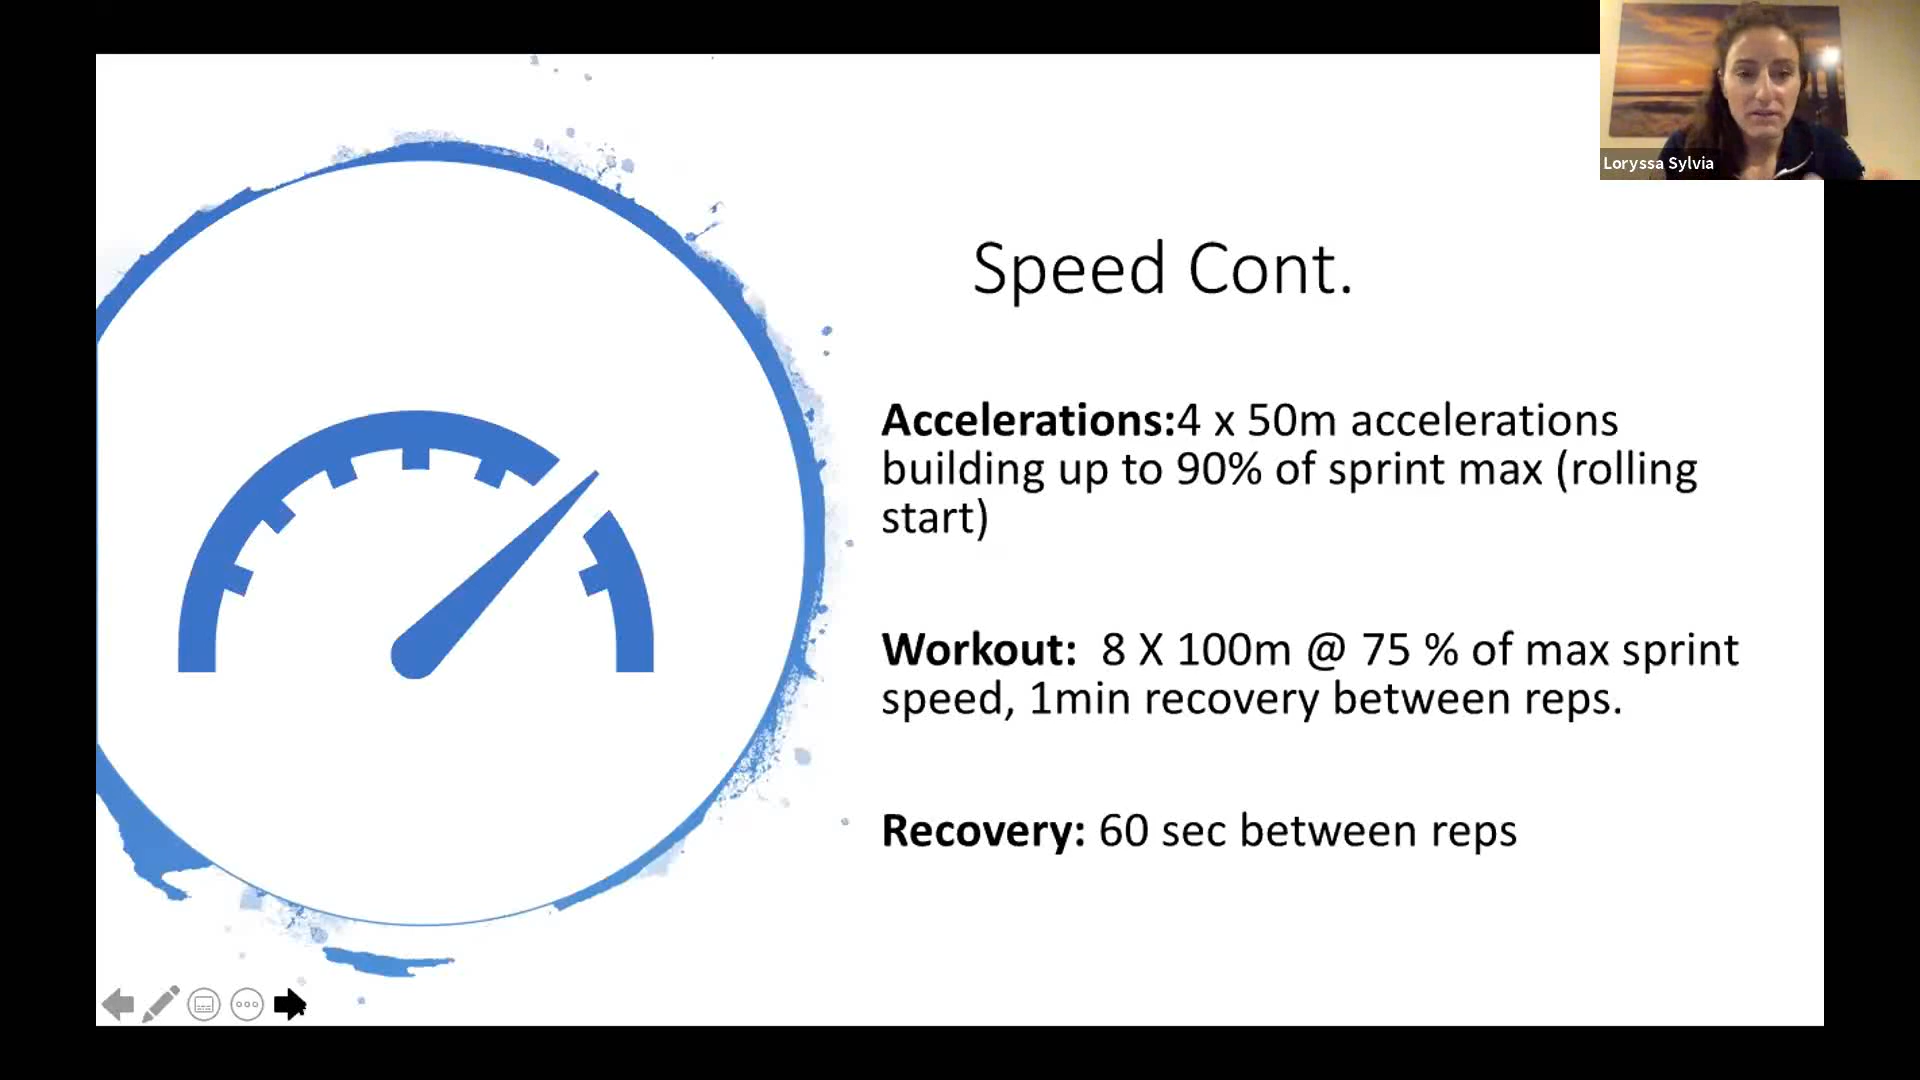 Loryssa Sylvia
Speed Cont.
Accelerations:4 x 50m accelerations
building up to 90% of sprint max (rolling
start)
Workout:  8 X 100m @ 75 % of max sprint
speed, 1min recovery between reps.
Recovery: 60 sec between reps